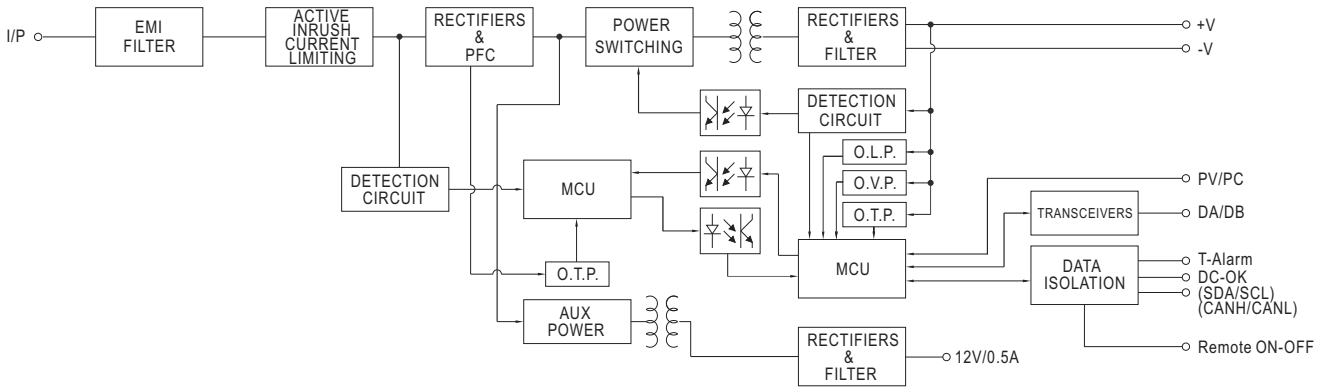 I/P
EMI
FILTER
ACTIVE
INRUSH
CURRENT
LIMITING
RECTIFIERS
&
PFC
POWER
SWITCHING
RECTIFIERS
&
FILTER
+V
-V
DETECTION
CIRCUIT
O.L.P.
O.V.P.
O.T.P.
DETECTION
CIRCUIT
MCU
O.T.P.
MCU
PV/PC
TRANSCEIVERS
DA/DB
DATA
ISOLATION
T-Alarm
DC-OK
(SDA/SCL)
(CANH/CANL)
Remote ON-OFF
AUX
POWER
RECTIFIERS
&
FILTER
12V/0.5A